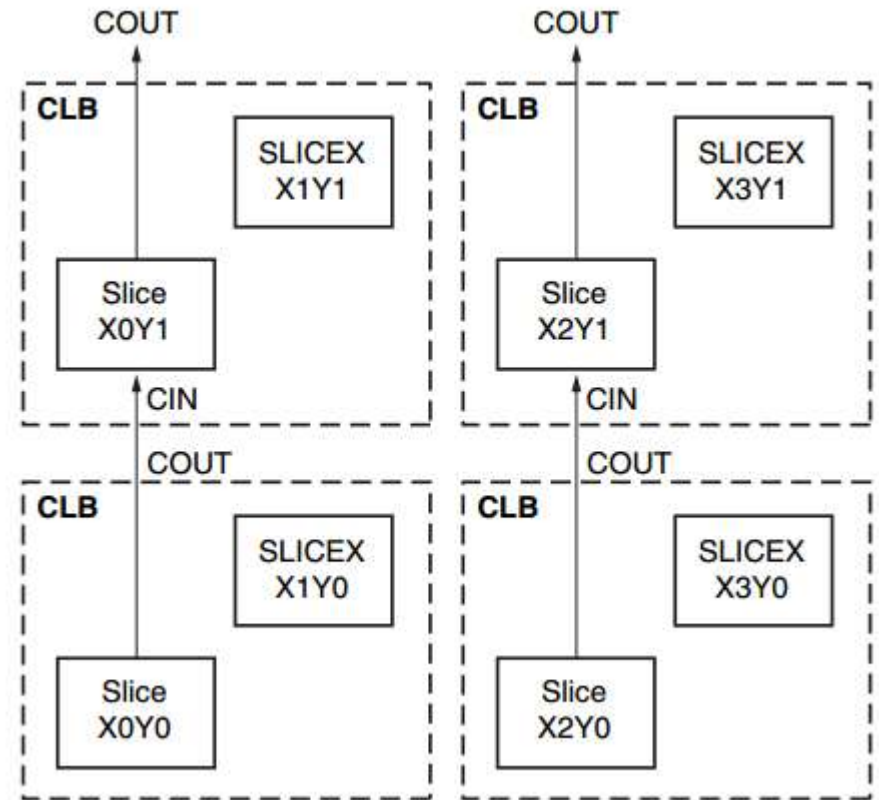 COUT
COUT
CLB
SLICEX
X1Y1
Slice
X0Y1
CIN
CLB
SLICEX
X3Y1
Slice
X2Y1
CIN
COUT
COUT
CLB
SLICEX
X1Y0
Slice
X0Y0
CLB
SLICEX
X3Y0
Slice
X2Y0